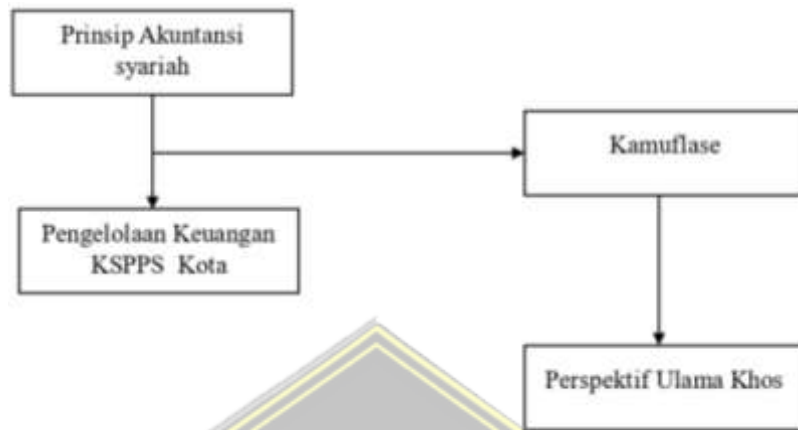 Prinsip Akuntansi
syariah
Kamuflase
Pengelolaan Keuangan
KSPPS Kota
Perspektif Ulama Khos